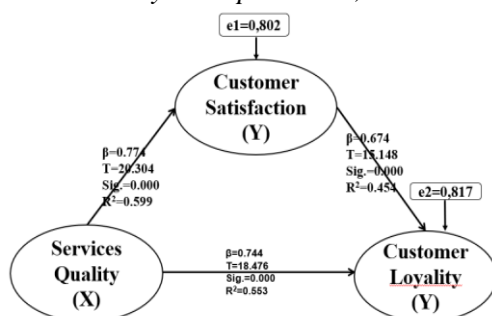 e1=0,802
Customer
Satisfaction
(Y)
β=0.774
T=20.304
Sig.=0.000
R²=0.599
β=0.674
T=15.148
Sig.=0.000
R²=0.454
e2=0,817
Services
Quality
(X)
β=0.744
T=18.476
Sig.=0.000
R²=0.553
Customer
Loyality
(Y)